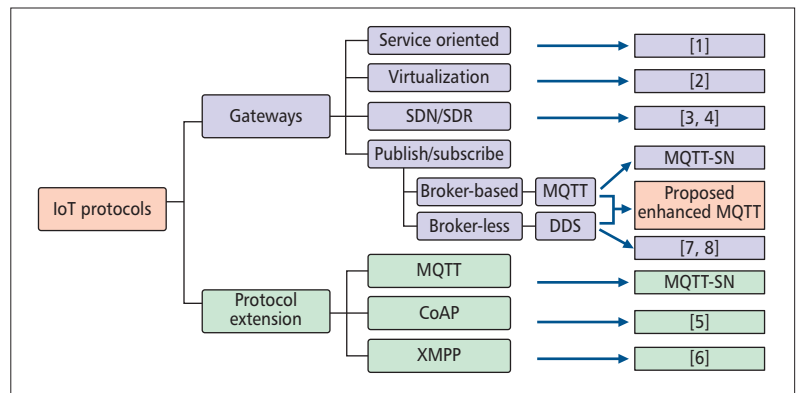 Service oriented
[1]
Virtualization
[2]
Gateways
SDN/SDR
[3, 4]
Publish/subscribe
MQTT-SN
Broker-based
MQTT
Proposed
enhanced MQTT
IoT protocols
Broker-less
DDS
[7, 8]
MQTT
MQTT-SN
Protocol
extension
CoAP
[5]
XMPP
[6]